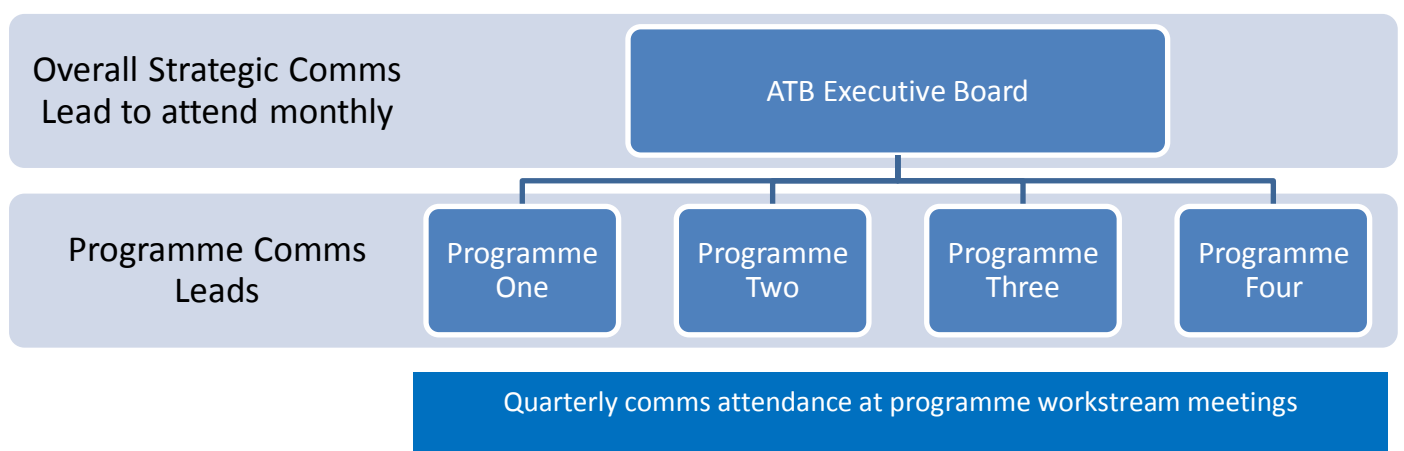 Overall Strategic Comms
Lead to attend monthly
ATB Executive Board
Programme Comms
Leads
Programme
One
Programme
Two
Programme
Three
Programme
Four
Quarterly comms attendance at programme workstream meetings